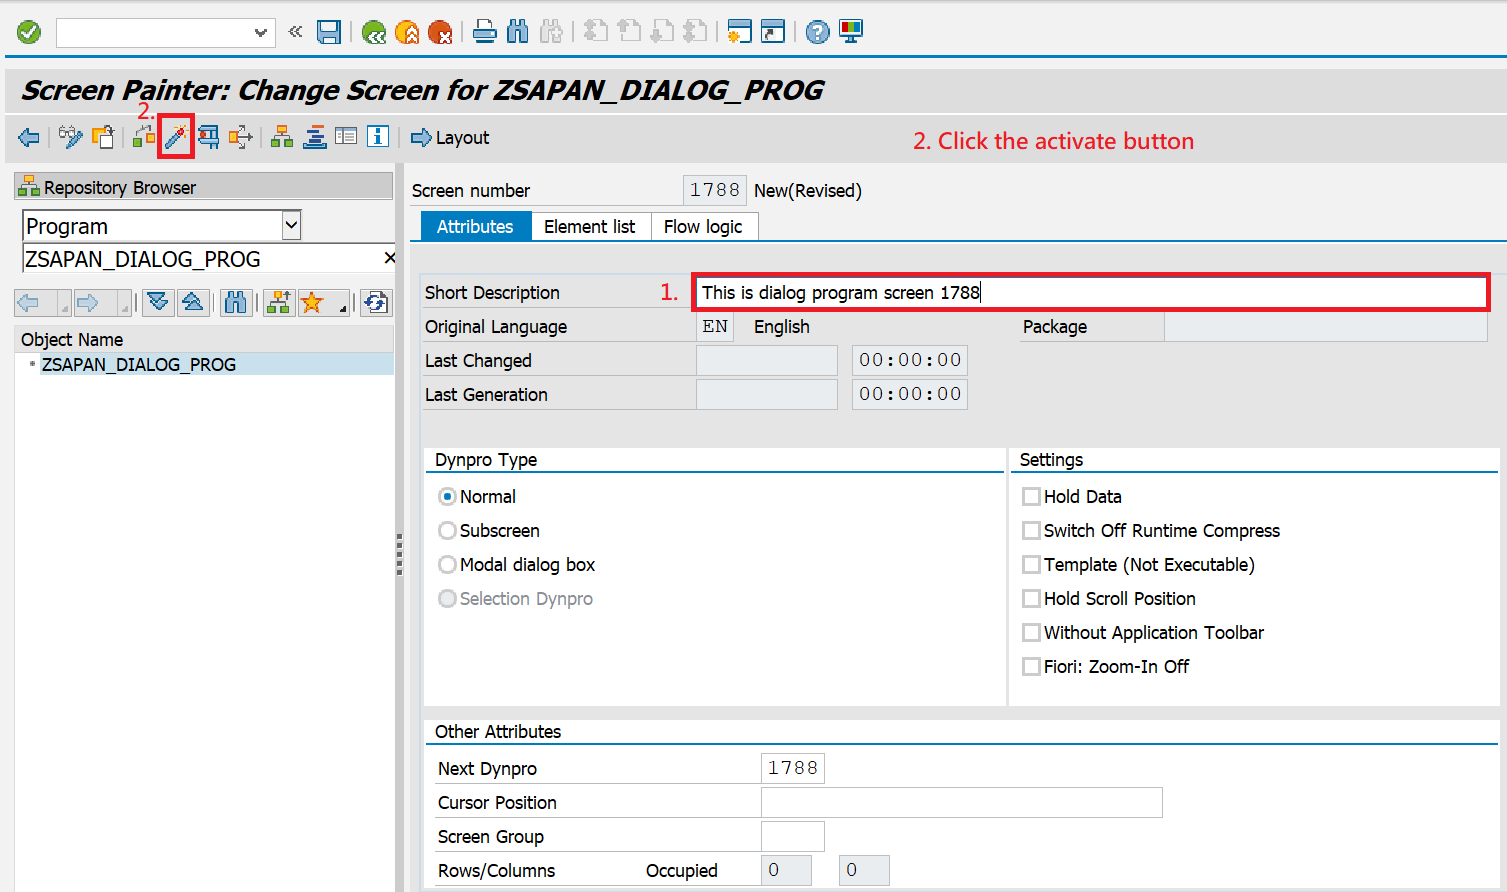 Screen Painter: Change Screen for ZSAPAN_DIALOG_PROG
2.
Layout
2. Click the activate button
Repository Browser
Program
ZSAPAN_DIALOG_PROG
Object Name
ZSAPAN_DIALOG_PROG
Screen number 1788 New(Revised)
Attributes Element list Flow logic
Short Description 1. This is dialog program screen 1788
Original Language EN English Package
Last Changed 00:00:00
Last Generation 00:00:00
Dynpro Type
Normal
Subscreen
Modal dialog box
Selection Dynpro
Settings
Hold Data
Switch Off Runtime Compress
Template (Not Executable)
Hold Scroll Position
Without Application Toolbar
Fiori: Zoom-In Off
Other Attributes
Next Dynpro 1788
Cursor Position
Screen Group
Rows/Columns Occupied 0 0